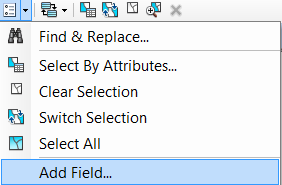 Find & Replace...
Select By Attributes...
Clear Selection
Switch Selection
Select All
Add Field...